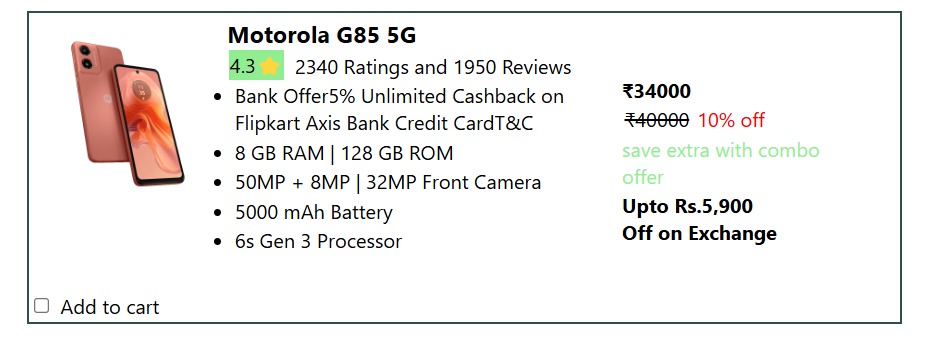 Motorola G85 5G
4.3⭐ 2340 Ratings and 1950 Reviews
• Bank Offer5% Unlimited Cashback on
Flipkart Axis Bank Credit CardT&C
• 8 GB RAM | 128 GB ROM
• 50MP + 8MP | 32MP Front Camera
• 5000 mAh Battery
• 6s Gen 3 Processor
₹34000
₹40000 10% off
save extra with combo
offer
Upto Rs.5,900
Off on Exchange
Add to cart